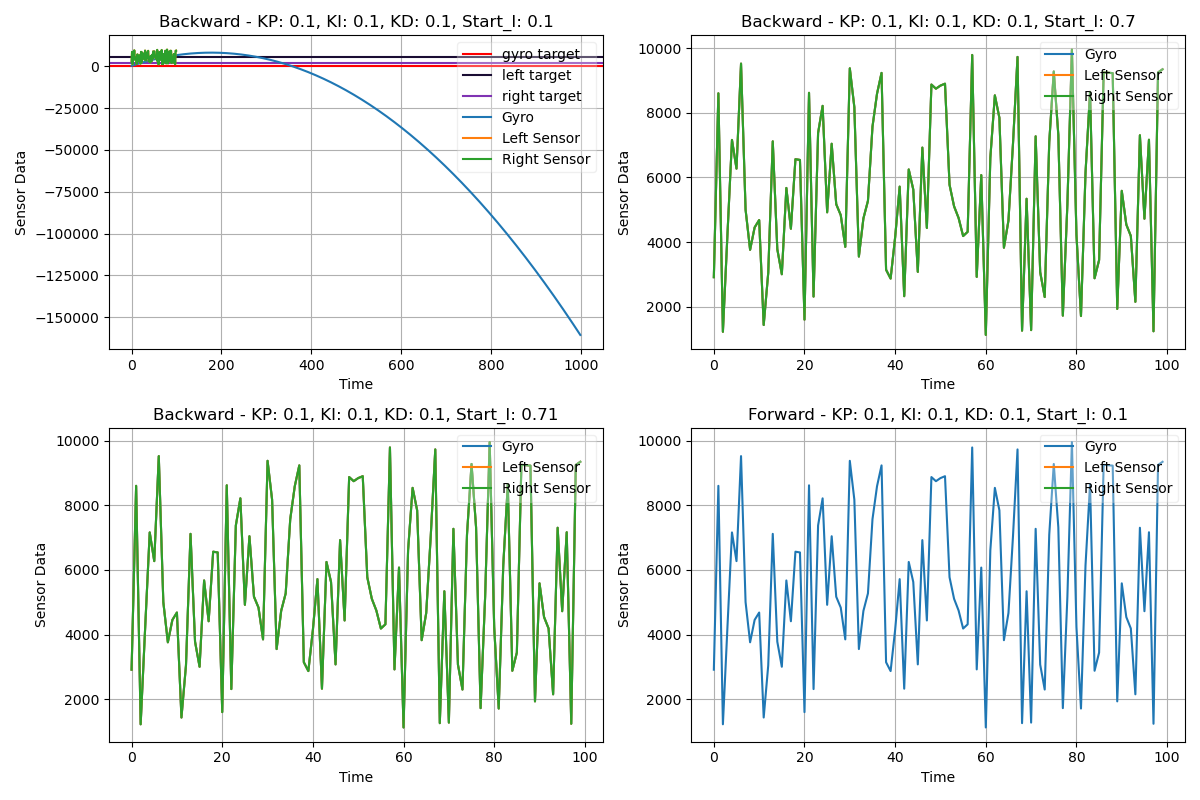 Backward - KP: 0.1, KI: 0.1, KD: 0.1, Start_I: 0.1
Sensor Data
0
−25000
−50000
−75000
−100000
−125000
−150000
gyro target
left target
right target
Gyro
Left Sensor
Right Sensor
0 200 400 600 800 1000
Time
Backward - KP: 0.1, KI: 0.1, KD: 0.1, Start_I: 0.7
Sensor Data
10000
8000
6000
4000
2000
Gyro
Left Sensor
Right Sensor
0 20 40 60 80 100
Time
Backward - KP: 0.1, KI: 0.1, KD: 0.1, Start_I: 0.71
Sensor Data
10000
8000
6000
4000
2000
Gyro
Left Sensor
Right Sensor
0 20 40 60 80 100
Time
Forward - KP: 0.1, KI: 0.1, KD: 0.1, Start_I: 0.1
Sensor Data
10000
8000
6000
4000
2000
Gyro
Left Sensor
Right Sensor
0 20 40 60 80 100
Time